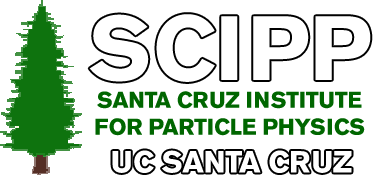 SCIPP
SANTA CRUZ INSTITUTE
FOR PARTICLE PHYSICS
UC SANTA CRUZ